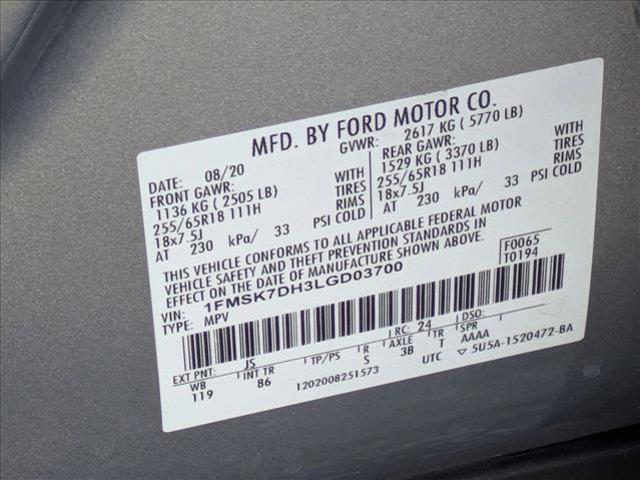 MFD. BY FORD MOTOR CO.
DATE: 08/20 GVWR: 2617 KG ( 5770 LB)
FRONT GAWR: REAR GAWR:
1136 KG ( 2505 LB) WITH 1529 KG ( 3370 LB) WITH
255/65R18 111H TIRES 255/65R18 111H TIRES
18x7.5J RIMS 18x7.5J RIMS
AT 230 kPa/ 33 PSI COLD AT 230 kPa/ 33 PSI COLD
THIS VEHICLE CONFORMS TO ALL APPLICABLE FEDERAL MOTOR
VEHICLE SAFETY AND THEFT PREVENTION STANDARDS IN
EFFECT ON THE DATE OF MANUFACTURE SHOWN ABOVE.
VIN: 1FMSK7DH3LGD03700 F0065
TYPE: MPV T0194
EXT PNT: JS RC: 24 DSO:
WB INT TR TP/PS R AXLE TR SPR
119 86 S 3B T AAAA
1202008251573 UTC ▽ 5U5A-1520472-BA